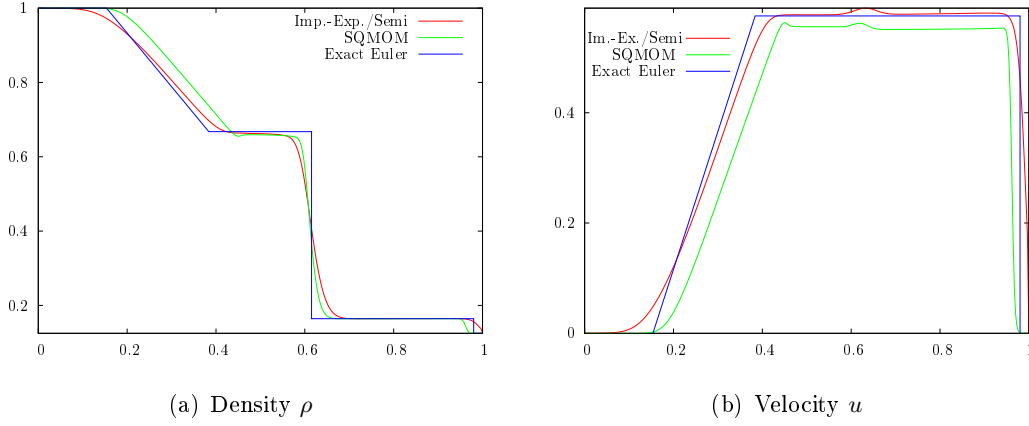 Imp.-Exp./Semi
SQMOM
Exact Euler
1
0.8
0.6
0.4
0.2
0 0.2 0.4 0.6 0.8 1
(a) Density ρ
Im.-Ex./Semi
SQMOM
Exact Euler
0.4
0.2
0
0 0.2 0.4 0.6 0.8 1
(b) Velocity u